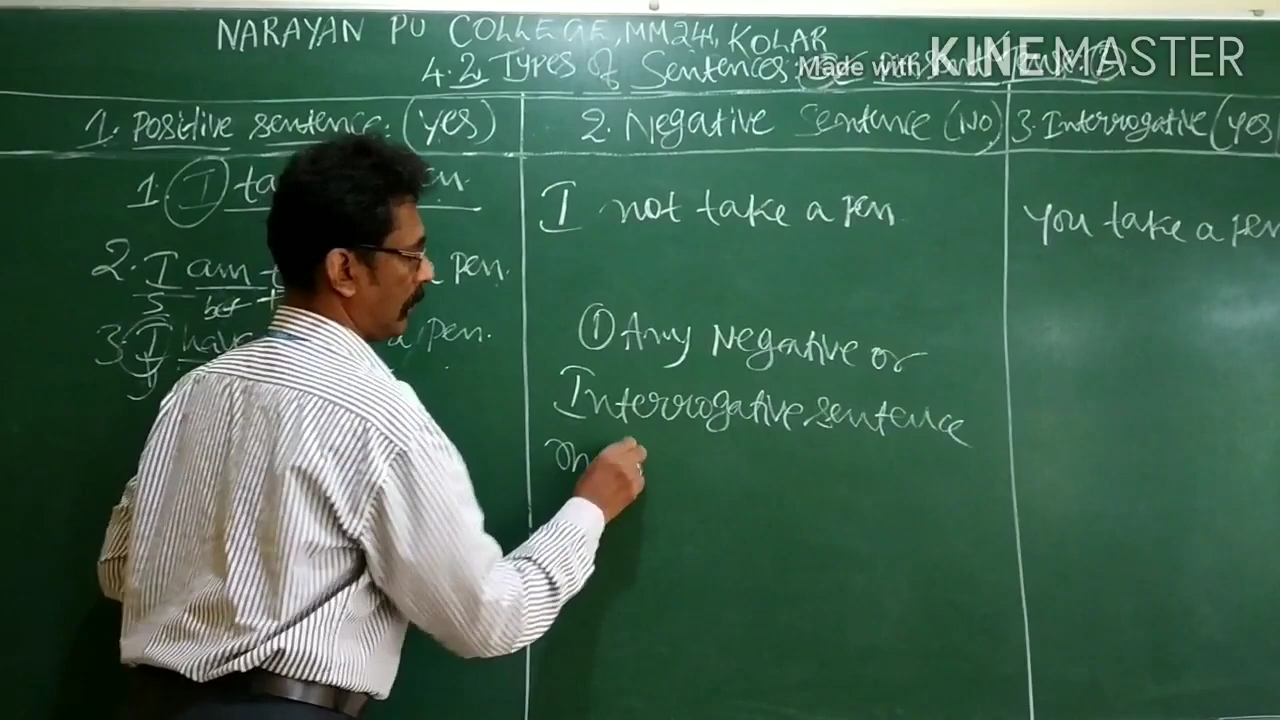 NARAYAN PU COLLEGE, MM24, KOLAR
4.2 Types of Sentences:
Made with KINEMASTER
1. Positive sentence. (yes)
2. Negative Sentence (No)
3. Interrogative (yes
1. I
2. I am
a pen.
S
3. I have
a pen.
I not take a pen
① Any Negative or
Interrogative sentence
You take a pen